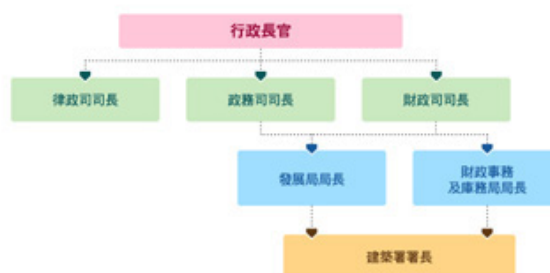 行政長官
律政司司長
政務司司長
財政司司長
發展局局長
財政事務
及庫務局局長
建築署署長